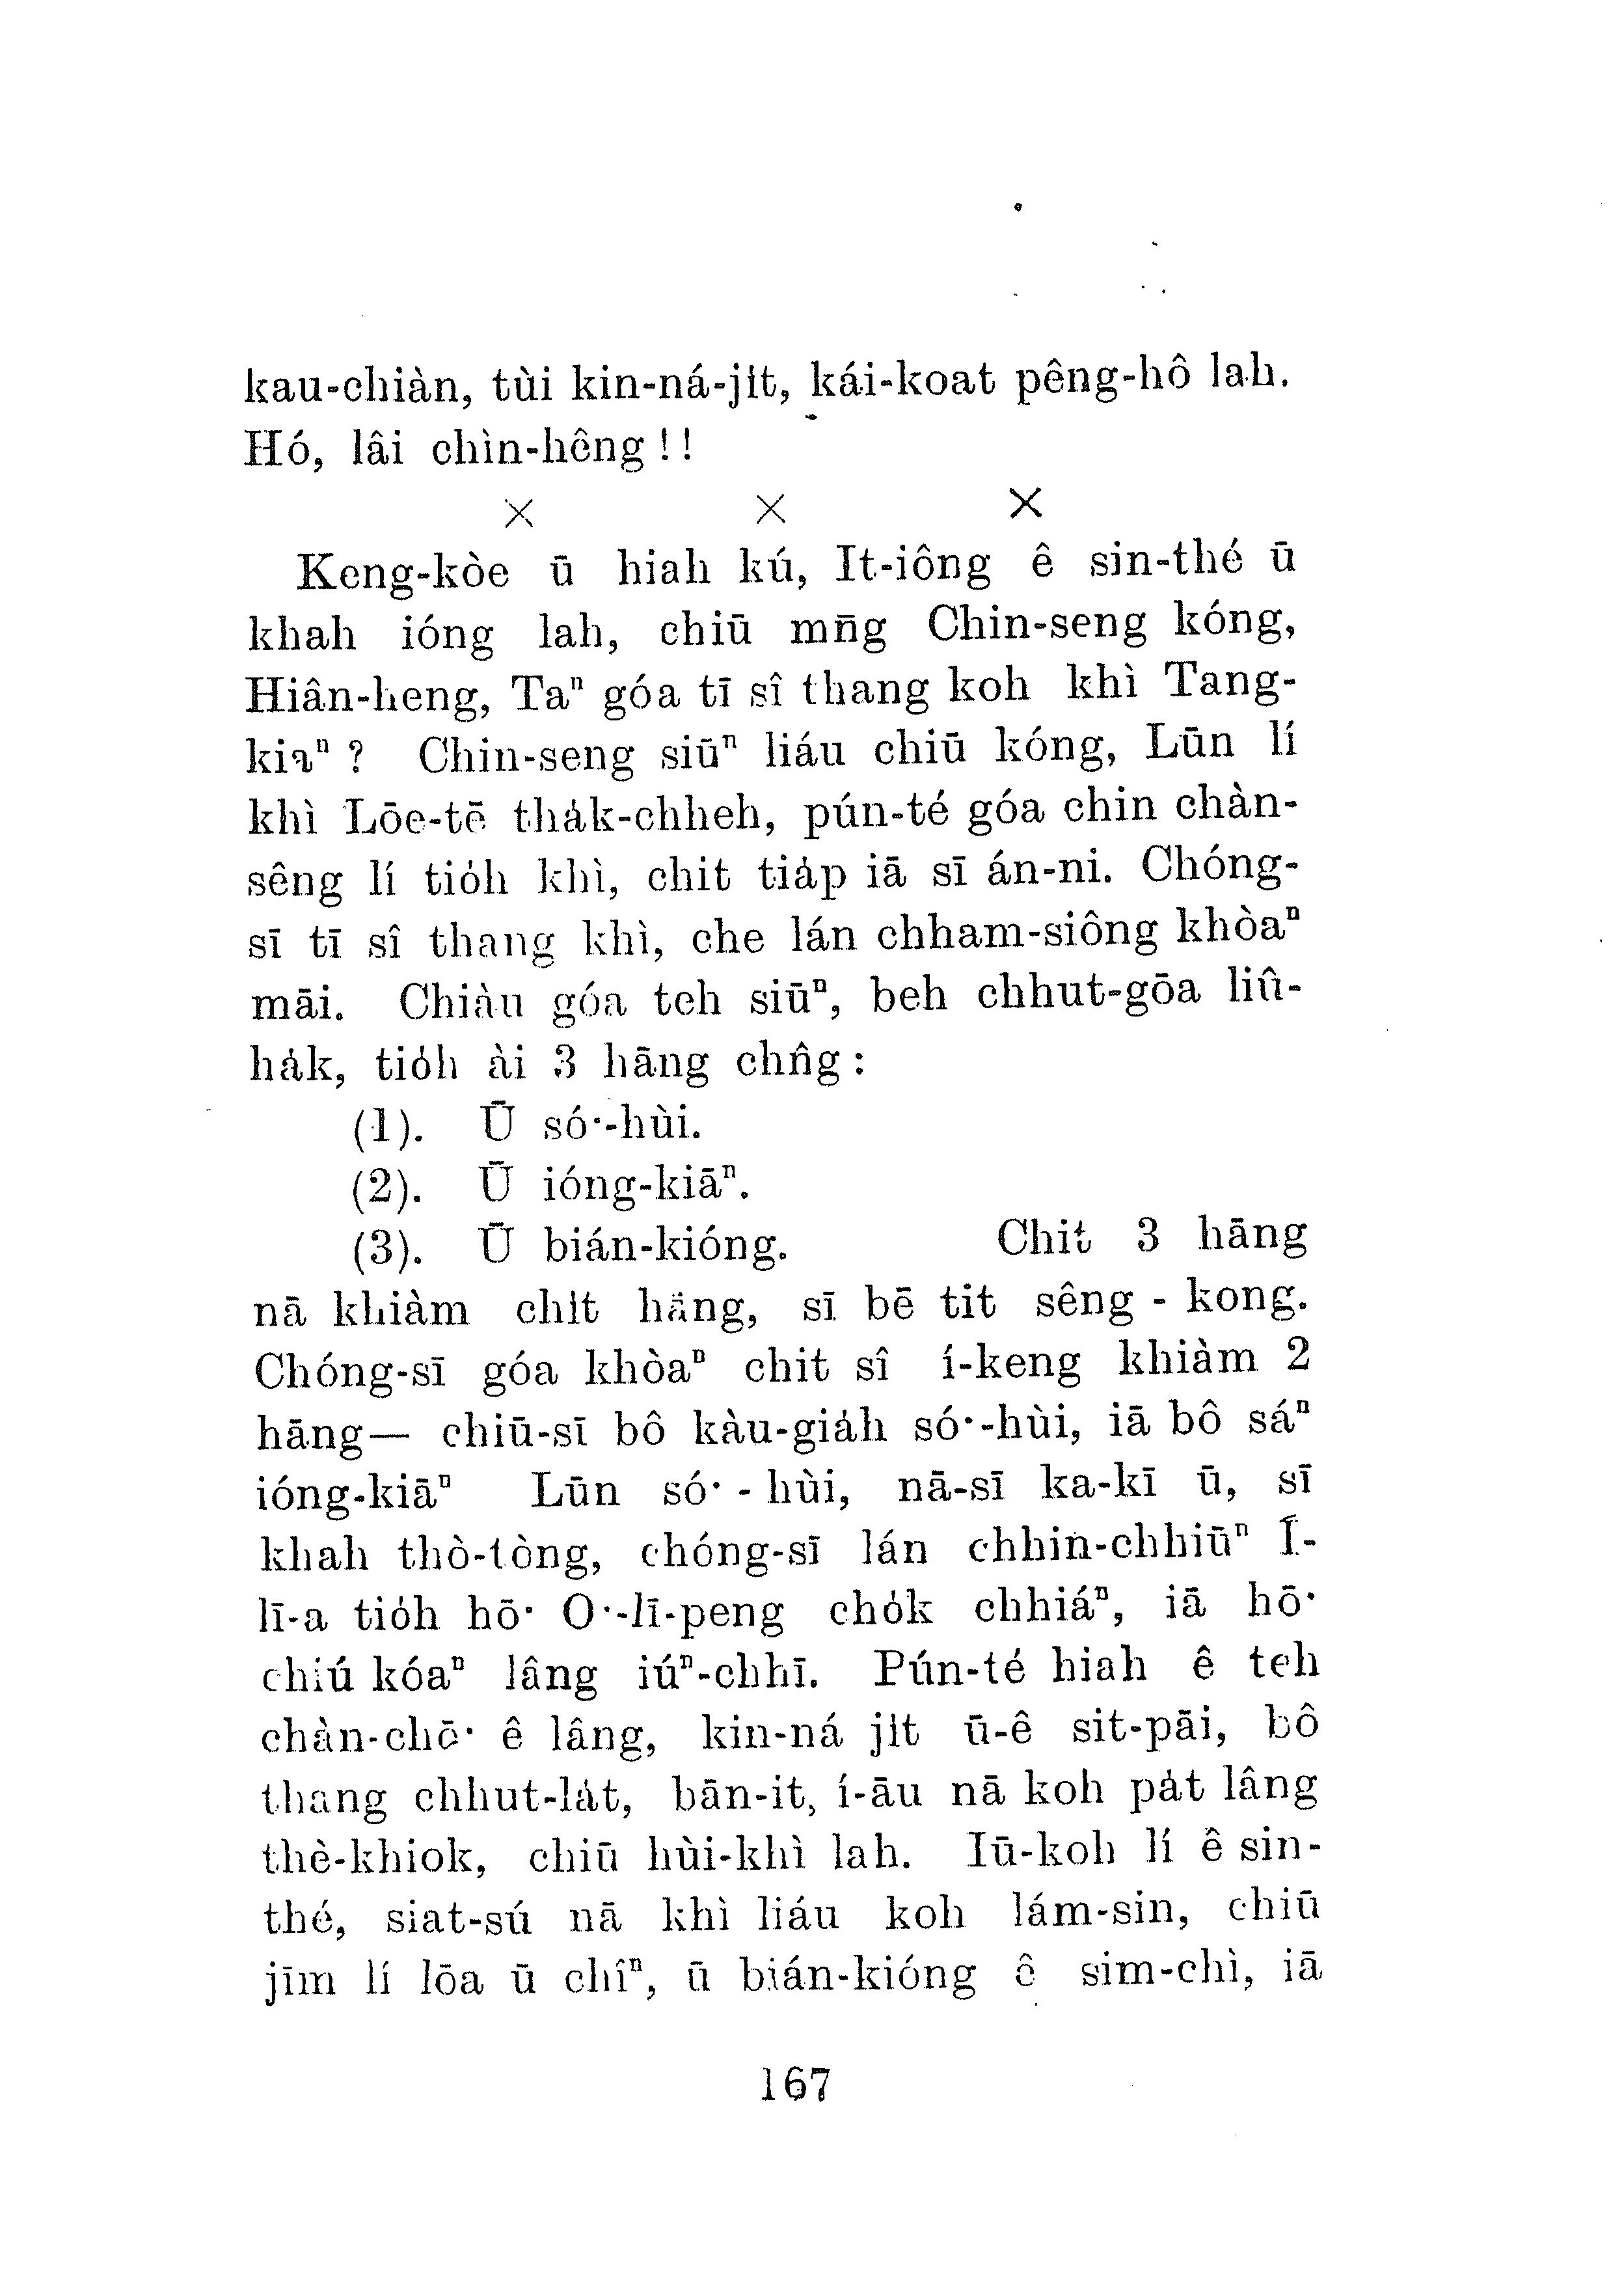 kau-chiàn, tùi kin-ná-ji̍t, kái-koat pêng-hô lah.
Hó, lâi chìn-hêng !!
× × ×
Keng-kòe ū hiah kú, It-iông ê sin-thé ū
khah ióng lah, chiū mn̄g Chin-seng kóng,
Hiân-heng, Taⁿ góa tī sî thang koh khì Tang-
kiaⁿ ? Chin-seng siūⁿ liáu chiū kóng, Lūn lí
khì Lōe-tē tha̍k-chheh, pún-té góa chin chàn-
sêng lí tio̍h khì, chit tia̍p iā sī án-ni. Chóng-
sī tī sî thang khì, che lán chham-siông khòaⁿ
māi. Chiàu góa teh siūⁿ, beh chhut-gōa liû-
ha̍k, tio̍h ài 3 hāng chn̂g :
(1). Ū só͘-hùi.
(2). Ū ióng-kiāⁿ.
(3). Ū bián-kióng. Chit 3 hāng
nā khiàm chi̍t hāng, sī bē tit sêng - kong.
Chóng-sī góa khòaⁿ chit sî í-keng khiàm 2
hāng— chiū-sī bô kàu-gia̍h só͘-hùi, iā bô sáⁿ
ióng-kiāⁿ Lūn só͘ - hùi, nā-sī ka-kī ū, sī
khah thò-tòng, chóng-sī lán chhin-chhiūⁿ Í-
lī-a tio̍h hō͘ O͘-lī-peng cho̍k chhiáⁿ, iā hō͘
chiú kóaⁿ lâng iúⁿ-chhī. Pún-té hiah ê teh
chàn-chō͘ ê lâng, kin-ná ji̍t ū-ê sit-pāi, bô
thang chhut-la̍t, bān-it, í-āu nā koh pa̍t lâng
thè-khiok, chiū hùi-khì lah. Iū-koh lí ê sin-
thé, siat-sú nā khì liáu koh lám-sin, chiū
jīm lí lōa ū chîⁿ, ū bián-kióng ê sim-chì, iā
167